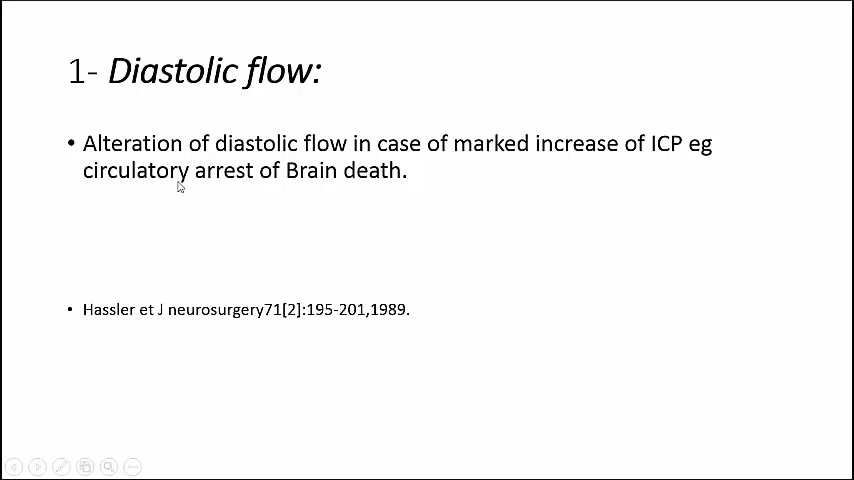 1- Diastolic flow:
• Alteration of diastolic flow in case of marked increase of ICP eg
circulatory arrest of Brain death.
• Hassler et J neurosurgery71[2]:195-201,1989.